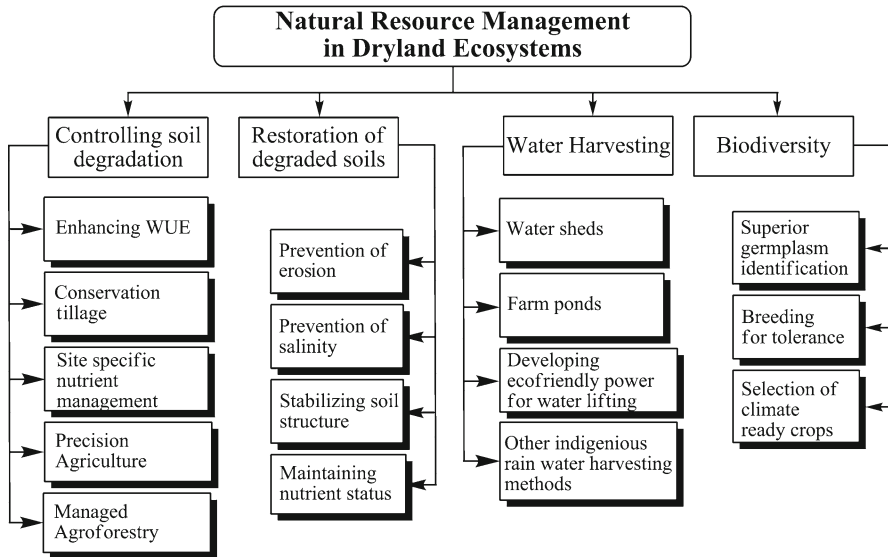 Natural Resource Management
in Dryland Ecosystems
Controlling soil
degradation
Enhancing WUE
Conservation
tillage
Site specific
nutrient
management
Precision
Agriculture
Managed
Agroforestry
Restoration of
degraded soils
Prevention of
erosion
Prevention of
salinity
Stabilizing soil
structure
Maintaining
nutrient status
Water Harvesting
Water sheds
Farm ponds
Developing
ecofriendly power
for water lifting
Other indigenious
rain water harvesting
methods
Biodiversity
Superior
germplasm
identification
Breeding
for tolerance
Selection of
climate
ready crops